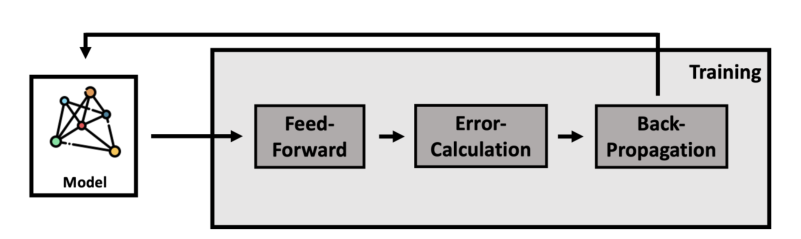 Training
Model
Feed-
Forward
Error-
Calculation
Back-
Propagation